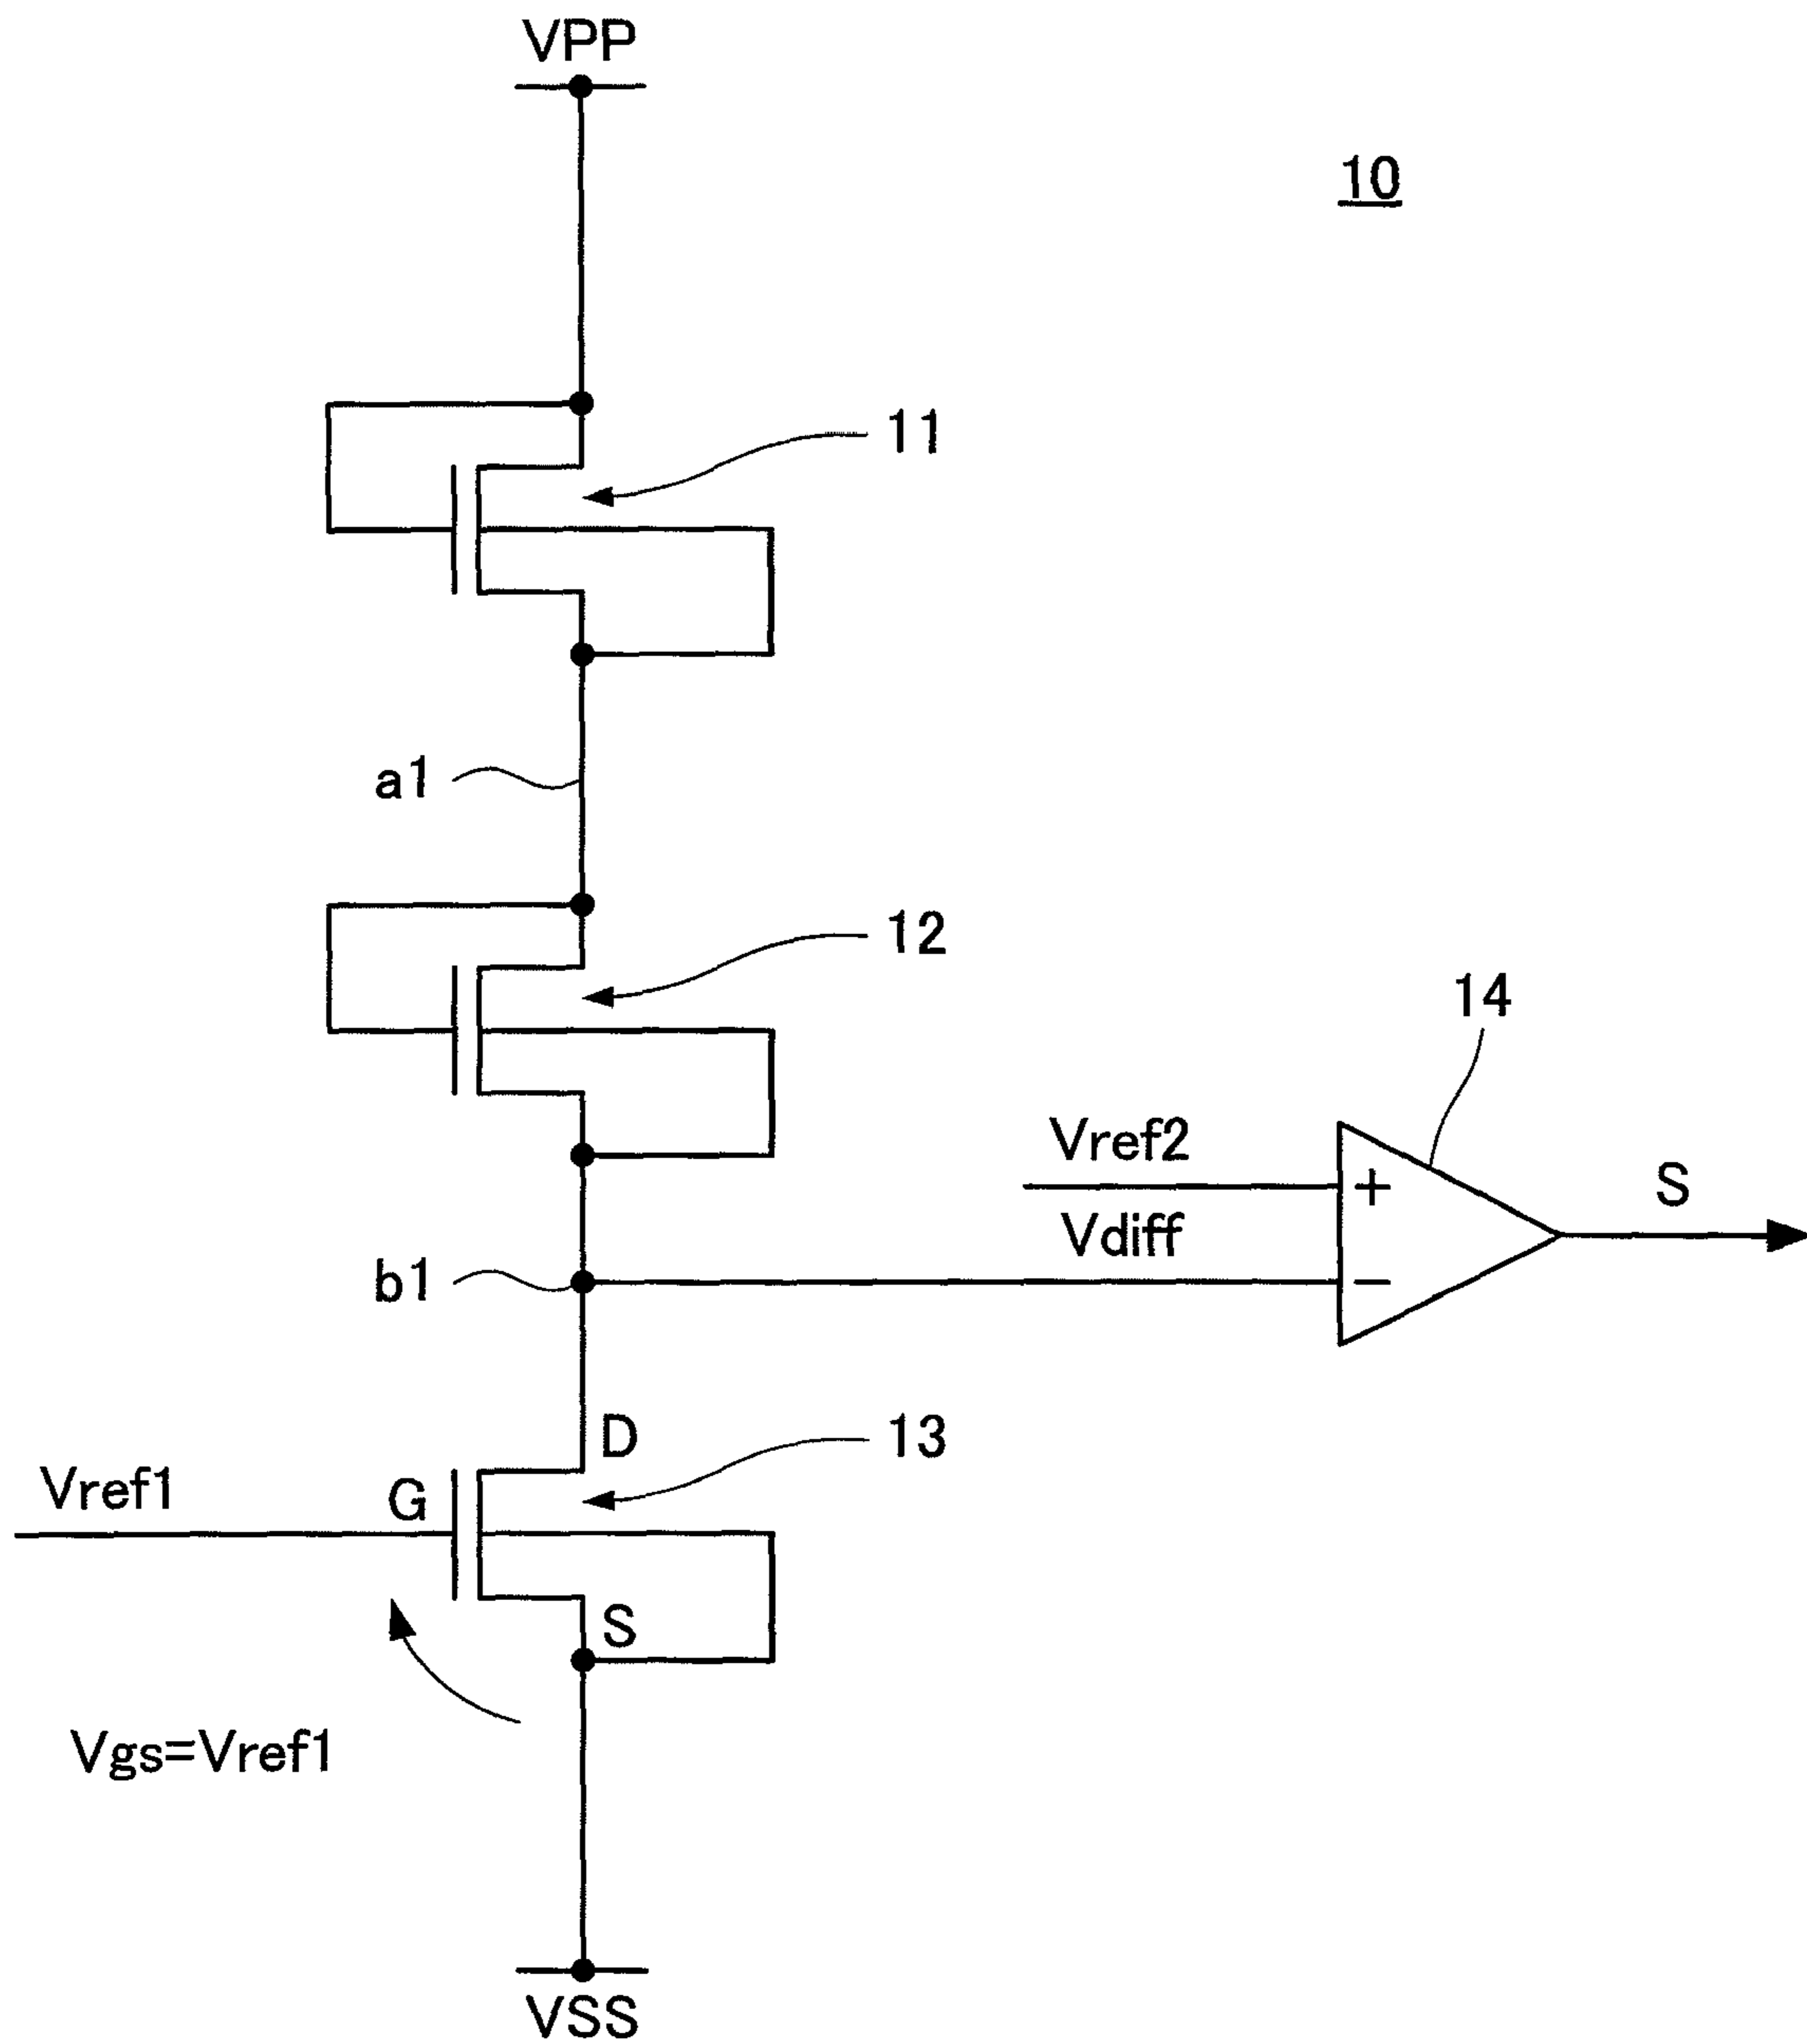 VPP
10
11
a1
12
14
Vref2
+
S
Vdiff
−
b1
D
13
Vref1
G
S
Vgs=Vref1
VSS